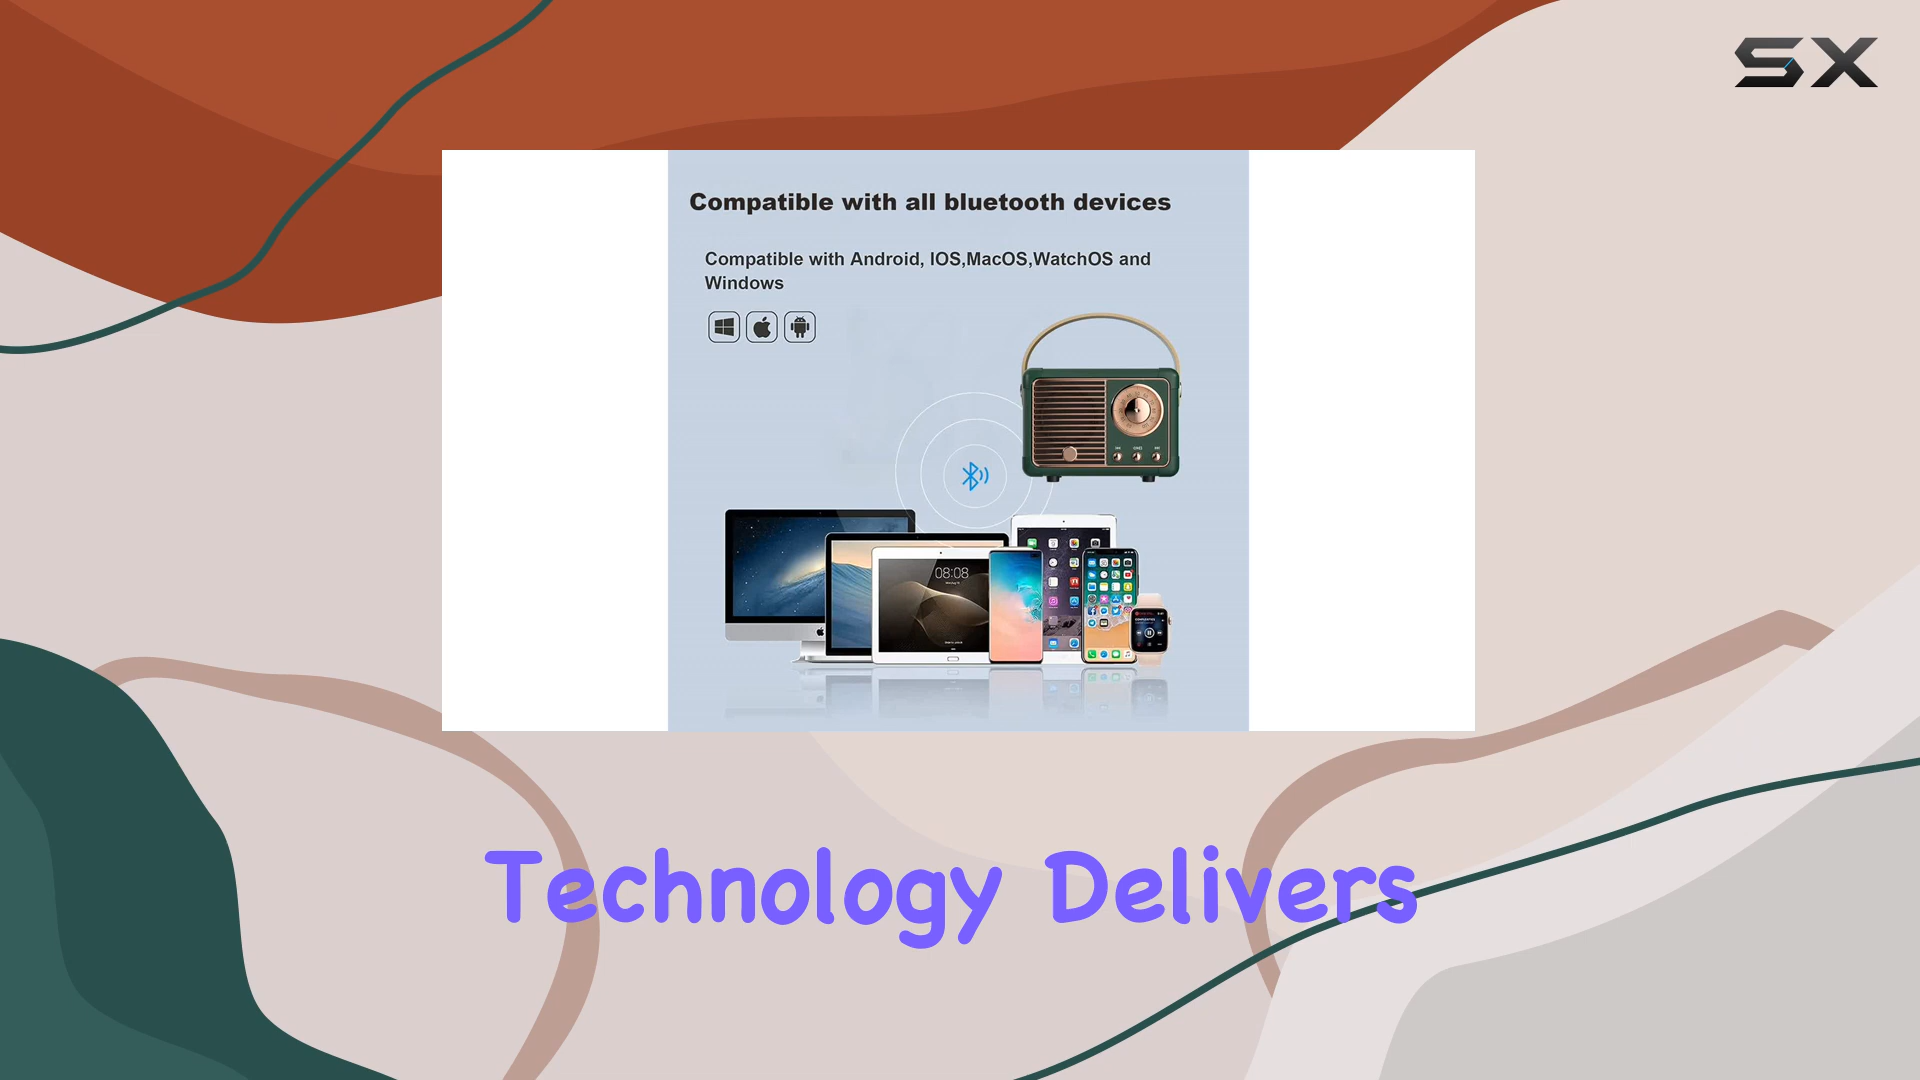 SX
Compatible with all bluetooth devices
Compatible with Android, IOS,MacOS,WatchOS and
Windows
08:08
Technology Delivers